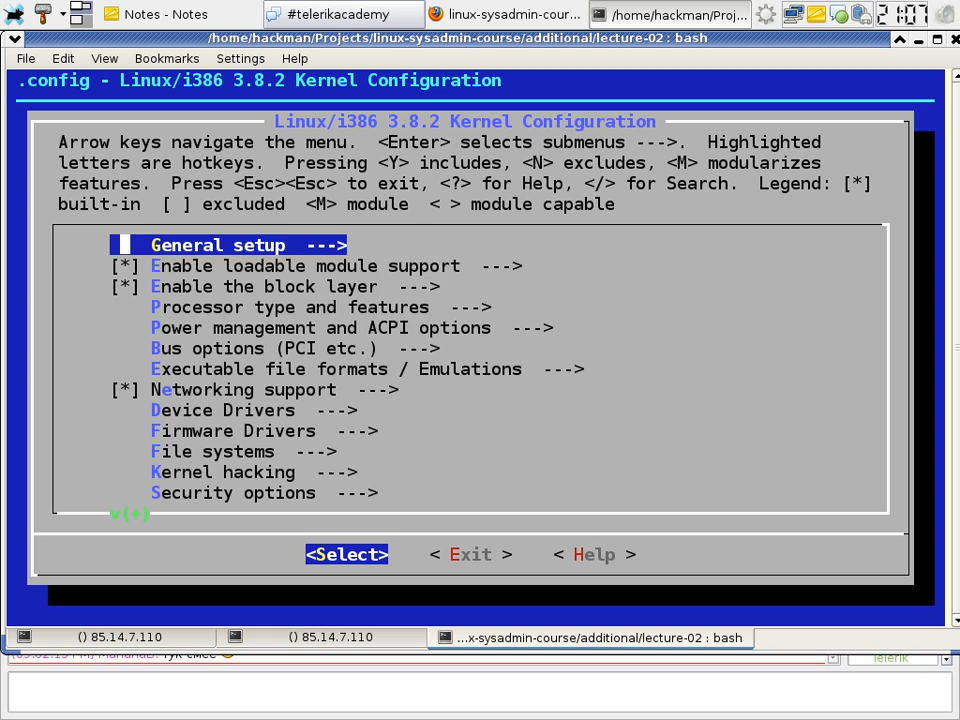 Notes - Notes
#telerikacademy
linux-sysadmin-cour...
/home/hackman/Proj...
2:07
/home/hackman/Projects/linux-sysadmin-course/additional/lecture-02 : bash
File Edit View Bookmarks Settings Help
.config - Linux/i386 3.8.2 Kernel Configuration
Linux/i386 3.8.2 Kernel Configuration
Arrow keys navigate the menu. <Enter> selects submenus --->. Highlighted
letters are hotkeys. Pressing <Y> includes, <N> excludes, <M> modularizes
features. Press <Esc><Esc> to exit, <?> for Help, </> for Search. Legend: [*]
built-in [ ] excluded <M> module < > module capable
General setup --->
[*] Enable loadable module support --->
[*] Enable the block layer --->
Processor type and features --->
Power management and ACPI options --->
Bus options (PCI etc.) --->
Executable file formats / Emulations --->
[*] Networking support --->
Device Drivers --->
Firmware Drivers --->
File systems --->
Kernel hacking --->
Security options --->
v(+)
<Select> < Exit > < Help >
() 85.14.7.110
() 85.14.7.110
...x-sysadmin-course/additional/lecture-02 : bash
Telerik